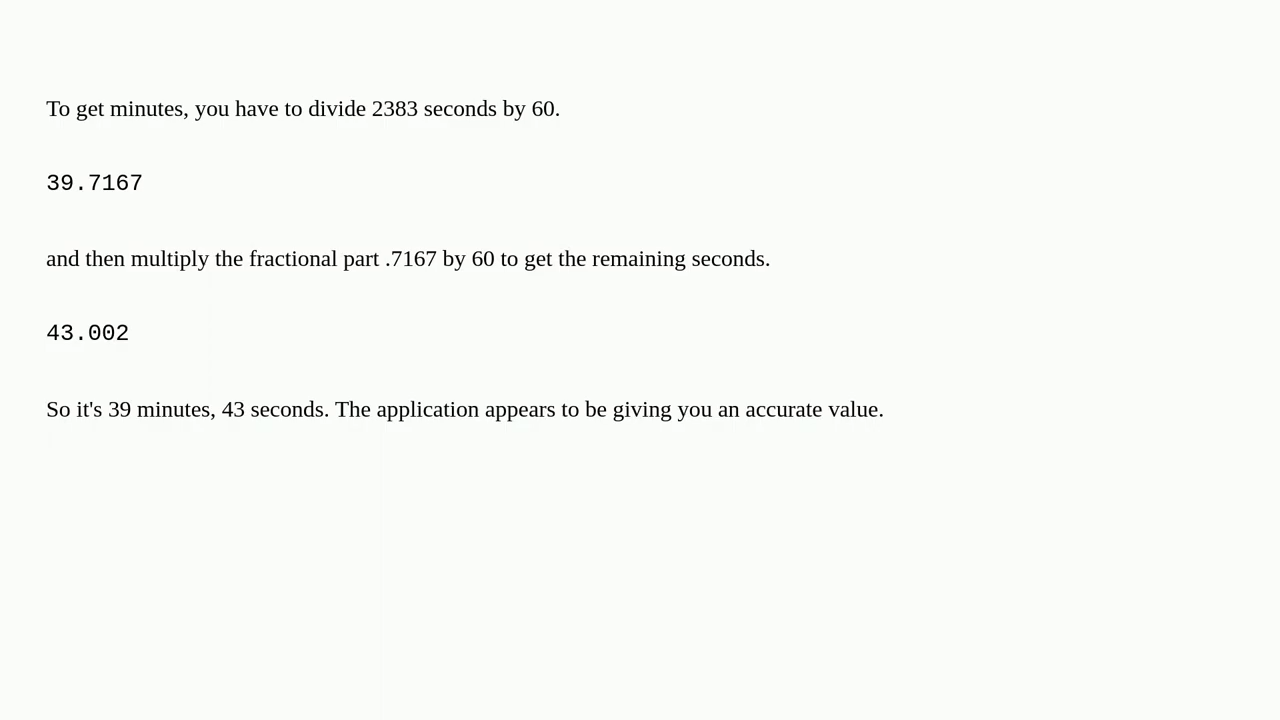 To get minutes, you have to divide 2383 seconds by 60.
39.7167
and then multiply the fractional part .7167 by 60 to get the remaining seconds.
43.002
So it's 39 minutes, 43 seconds. The application appears to be giving you an accurate value.